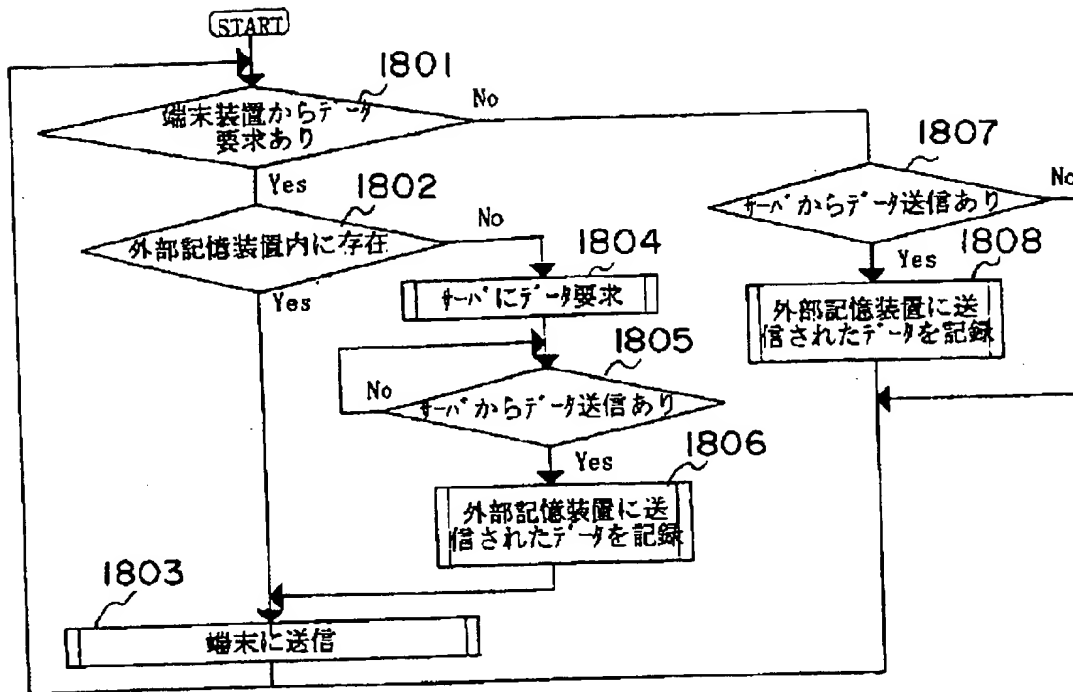 START
1801
端末装置からデータ
要求あり
No
Yes
1802
外部記憶装置内に存在
No
Yes
1804
サーバにデータ要求
1805
サーバからデータ送信あり
No
Yes
1806
外部記憶装置に送
信されたデータを記録
1803
端末に送信
1807
サーバからデータ送信あり
No
Yes
1808
外部記憶装置に送
信されたデータを記録